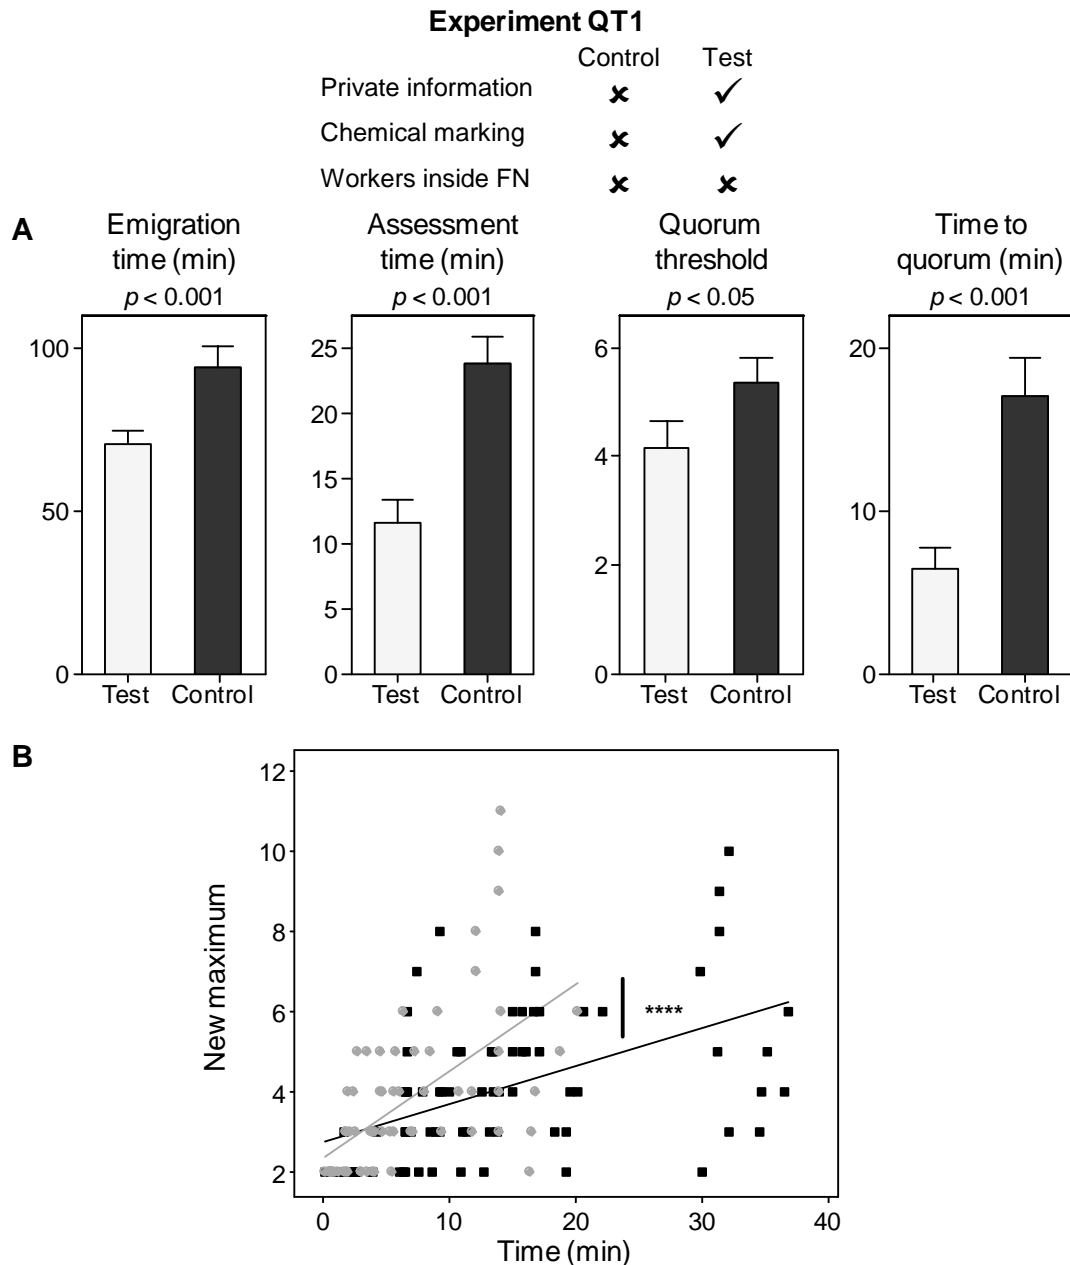 Experiment QT1
Control Test
Private information ✘ ✓
Chemical marking ✘ ✓
Workers inside FN ✘ ✘
A
Emigration
time (min)
p < 0.001
100
50
0
Test Control
Assessment
time (min)
p < 0.001
25
20
15
10
5
0
Test Control
Quorum
threshold
p < 0.05
6
4
2
0
Test Control
Time to
quorum (min)
p < 0.001
20
10
0
Test Control
B
New maximum
12
10
8
6
4
2
****
0 10 20 30 40
Time (min)